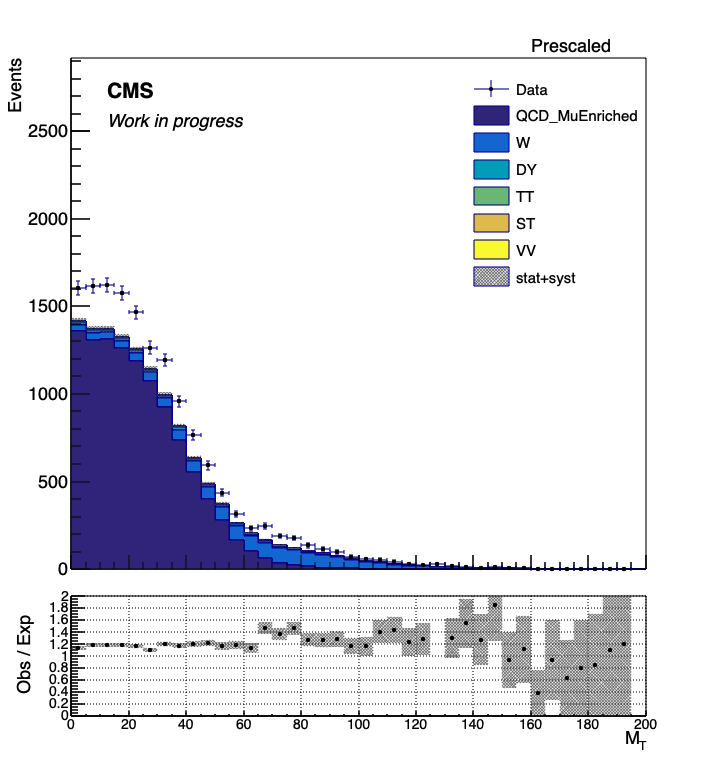 Prescaled
Events
CMS
Work in progress
Data
QCD_MuEnriched
W
DY
TT
ST
VV
stat+syst
2500
2000
1500
1000
500
0
Obs / Exp
2
1.8
1.6
1.4
1.2
1
0.8
0.6
0.4
0.2
0
0 20 40 60 80 100 120 140 160 180 200
M_T